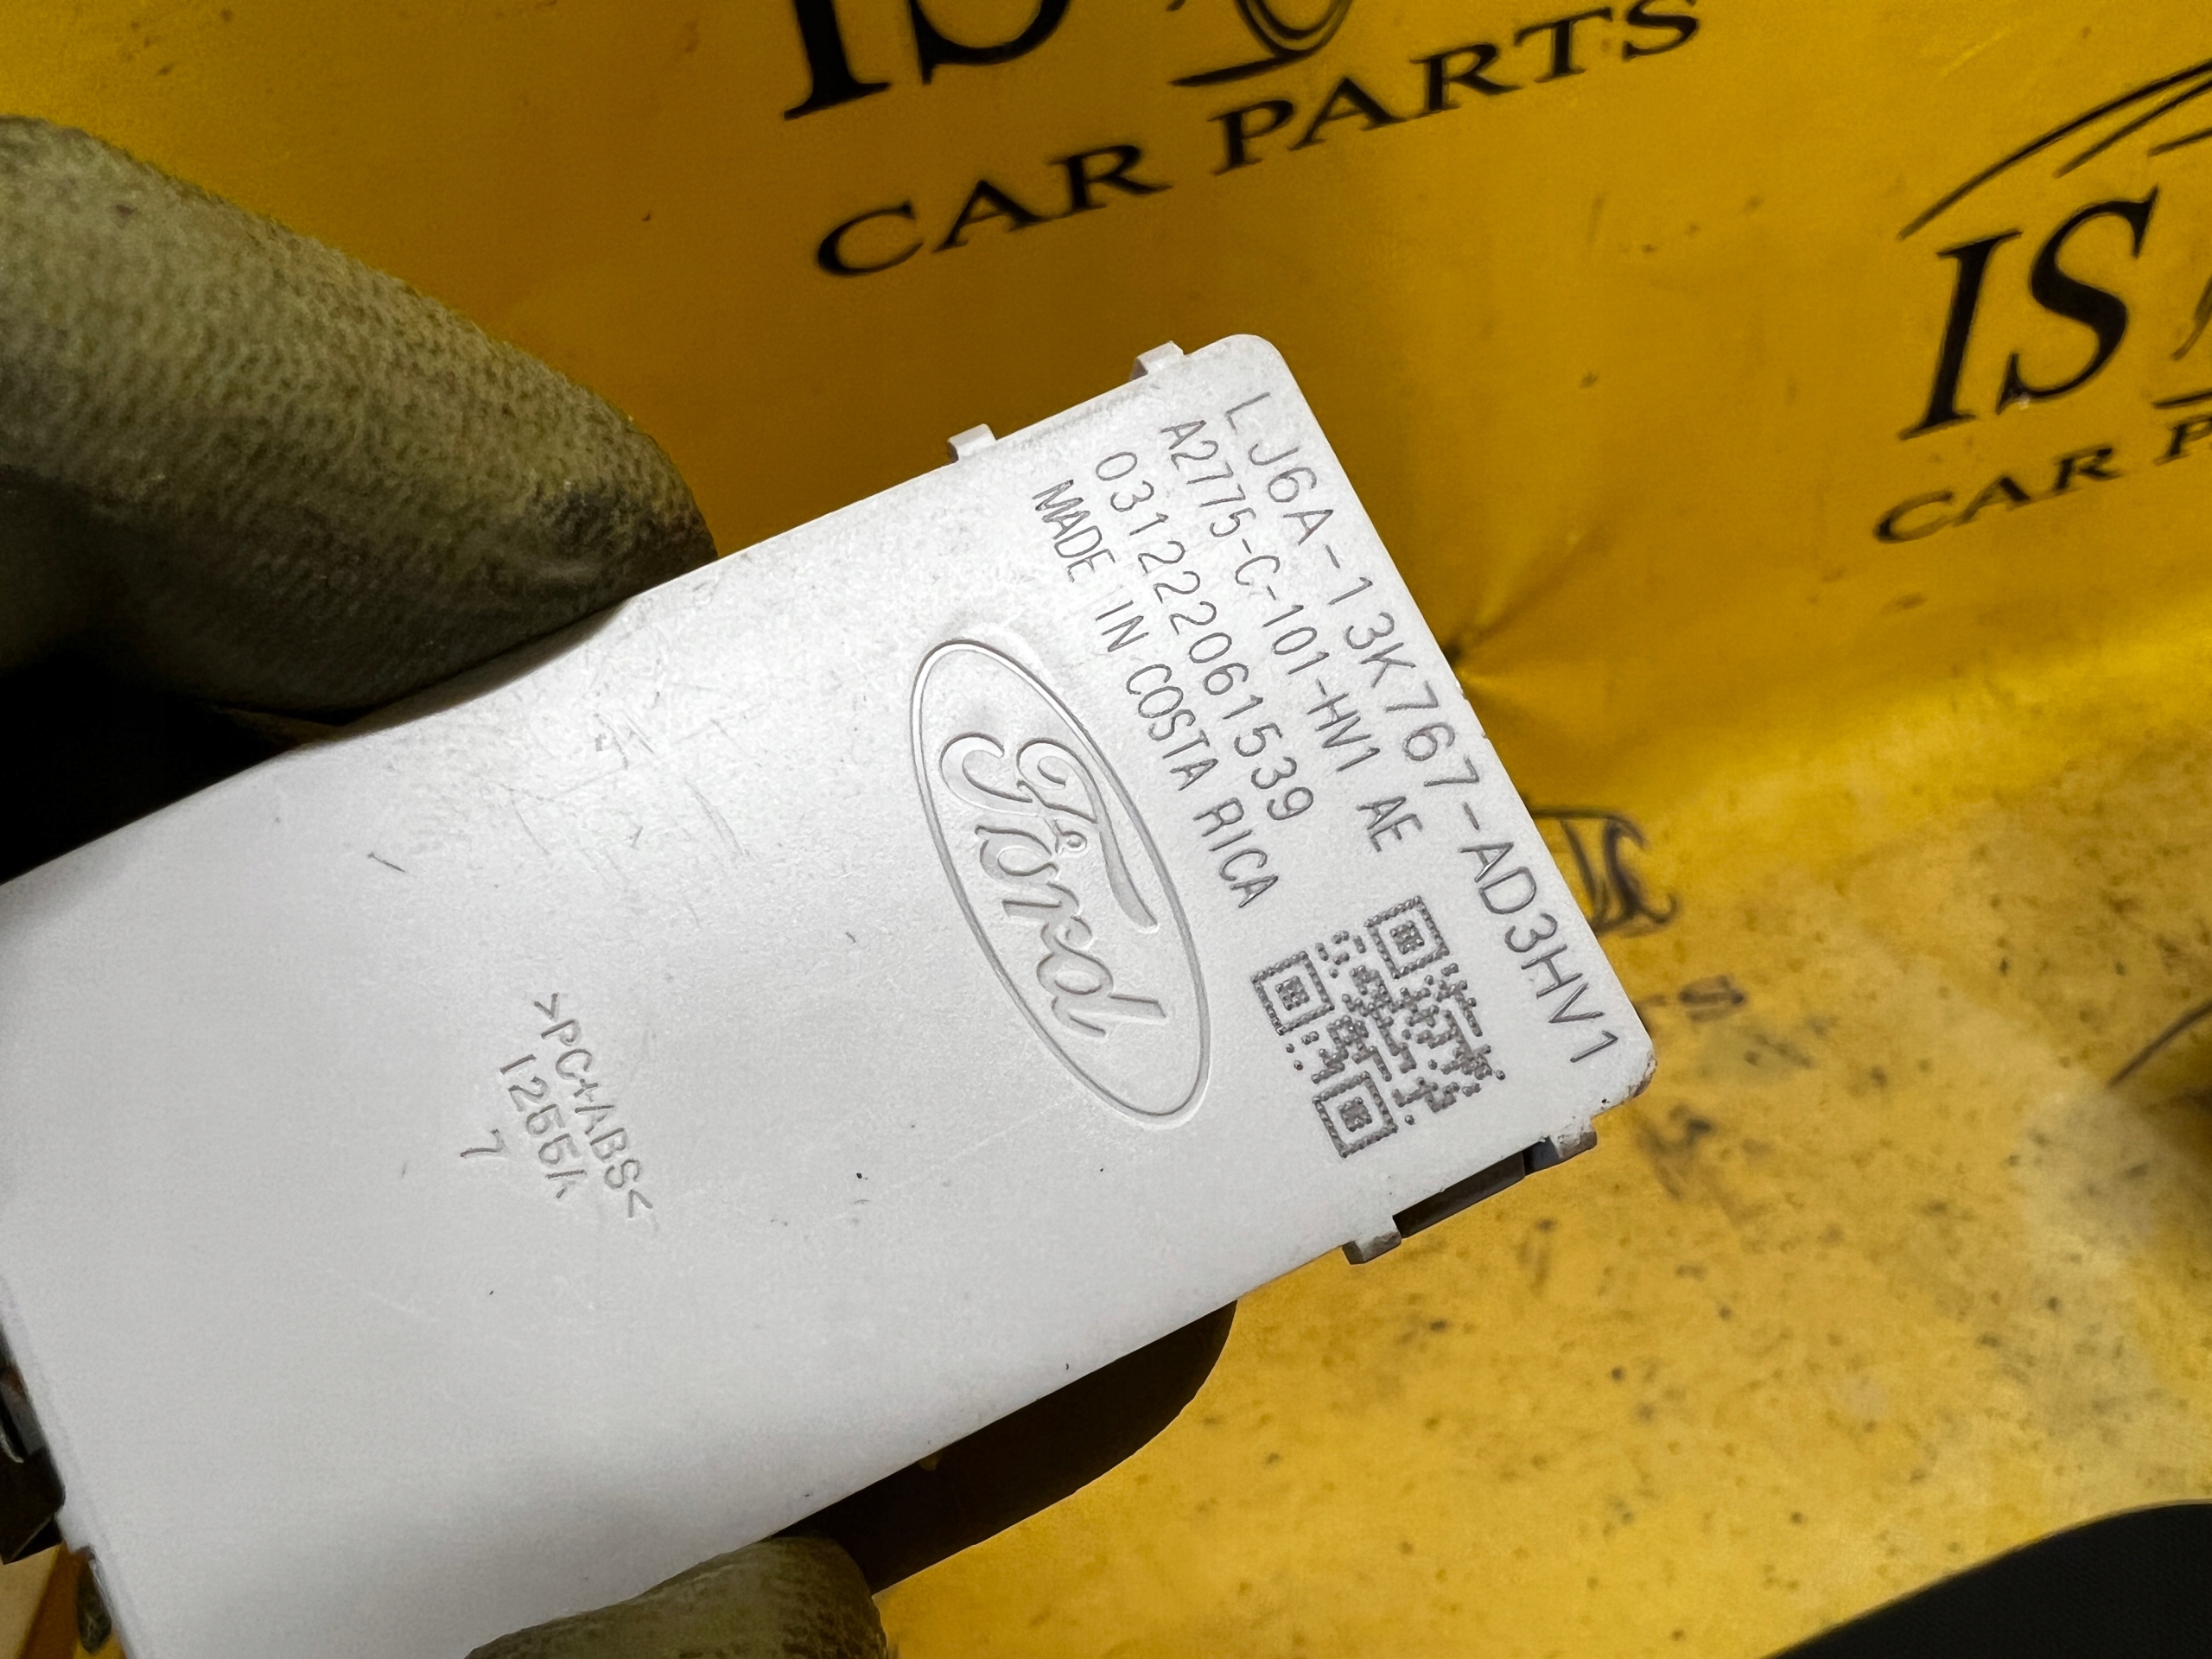 IS
CAR PARTS
IS
CAR P
LJ6A-13K767-AD3HV1
A2775-C-101-HV1 AE
031222061539
MADE IN COSTA RICA
Ford
>PC+ABS<
1255A
7